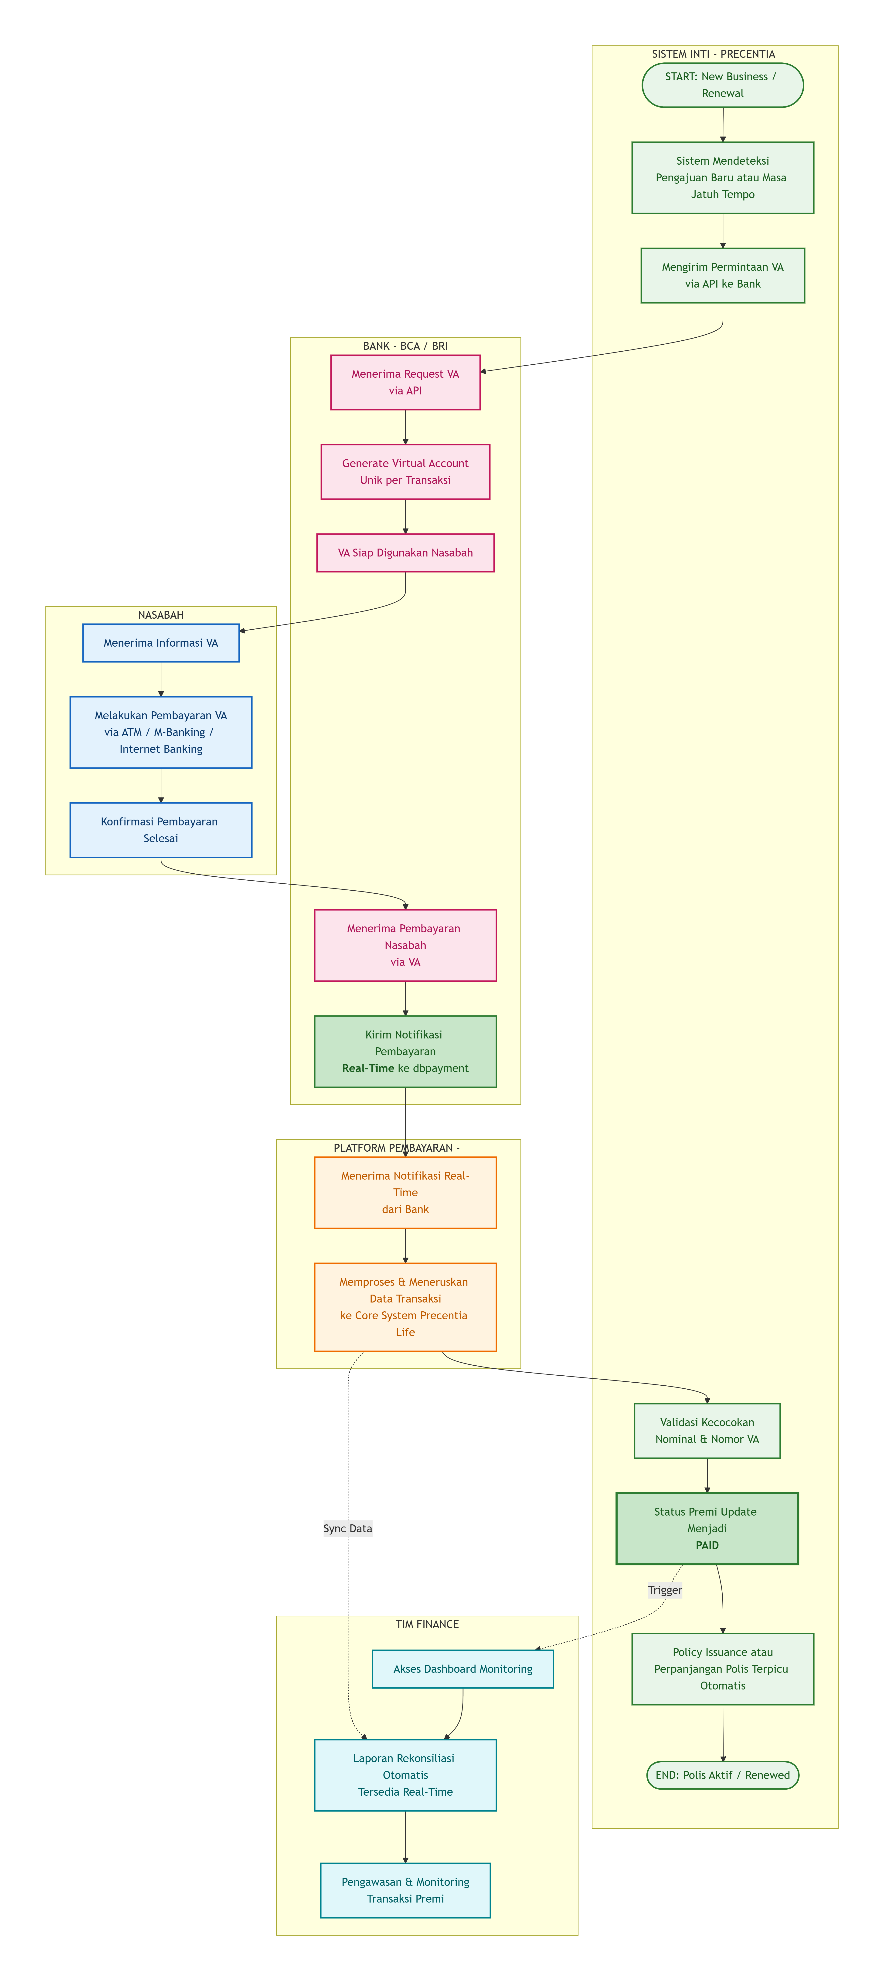 SISTEM INTI - PRECENTIA
START: New Business /
Renewal
Sistem Mendeteksi
Pengajuan Baru atau Masa
Jatuh Tempo
Mengirim Permintaan VA
via API ke Bank
BANK - BCA / BRI
Menerima Request VA
via API
Generate Virtual Account
Unik per Transaksi
VA Siap Digunakan Nasabah
NASABAH
Menerima Informasi VA
Melakukan Pembayaran VA
via ATM / M-Banking /
Internet Banking
Konfirmasi Pembayaran
Selesai
Menerima Pembayaran
Nasabah
via VA
Kirim Notifikasi
Pembayaran
Real-Time ke dbpayment
PLATFORM PEMBAYARAN -
Menerima Notifikasi Real-
Time
dari Bank
Memproses & Meneruskan
Data Transaksi
ke Core System Precentia
Life
Validasi Kecocokan
Nominal & Nomor VA
Status Premi Update
Menjadi
PAID
Sync Data
Trigger
TIM FINANCE
Akses Dashboard Monitoring
Policy Issuance atau
Perpanjangan Polis Terpicu
Otomatis
Laporan Rekonsiliasi
Otomatis
Tersedia Real-Time
END: Polis Aktif / Renewed
Pengawasan & Monitoring
Transaksi Premi